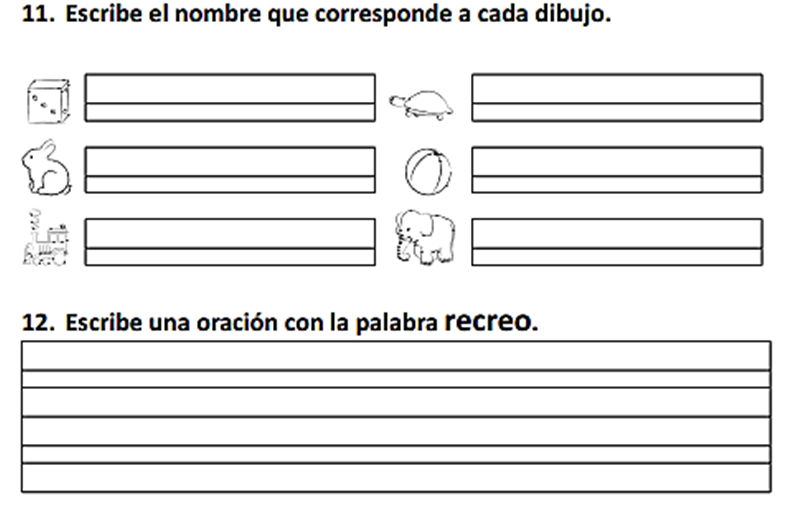 11. Escribe el nombre que corresponde a cada dibujo.
12. Escribe una oración con la palabra recreo.